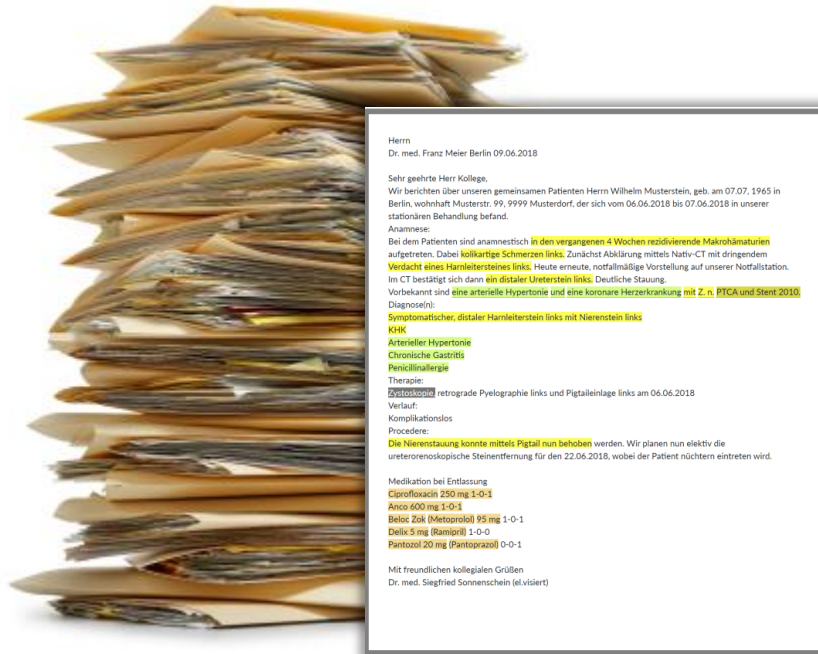 Herrn
Dr. med. Franz Meier Berlin 09.06.2018
Sehr geehrte Herr Kollege,
Wir berichten über unseren gemeinsamen Patienten Herrn Wilhelm Musterstein, geb. am 07.07, 1965 in
Berlin, wohnhaft Musterstr. 99, 9999 Musterdorf, der sich vom 06.06.2018 bis 07.06.2018 in unserer
stationären Behandlung befand.
Anamnese:
Bei dem Patienten sind anamnestisch in den vergangenen 4 Wochen rezidivierende Makrohämaturien
aufgetreten. Dabei kolikartige Schmerzen links. Zunächst Abklärung mittels Nativ-CT mit dringendem
Verdacht eines Harnleitersteines links. Heute erneute, notfallmäßige Vorstellung auf unserer Notfallstation.
Im CT bestätigt sich dann ein distaler Ureterstein links. Deutliche Stauung.
Vorbekannt sind eine arterielle Hypertonie und eine koronare Herzerkrankung mit Z. n. PTCA und Stent 2010.
Diagnose(n):
Symptomatischer, distaler Harnleiterstein links mit Nierenstein links
KHK
Arterieller Hypertonie
Chronische Gastritis
Penicillinallergie
Therapie:
Zystoskopie, retrograde Pyelographie links und Pigtaileinlage links am 06.06.2018
Verlauf:
Komplikationslos
Procedere:
Die Nierenstauung konnte mittels Pigtail nun behoben werden. Wir planen nun elektiv die
ureterorenoskopische Steinentfernung für den 22.06.2018, wobei der Patient nüchtern eintreten wird.
Medikation bei Entlassung
Ciprofloxacin 250 mg 1-0-1
Anco 600 mg 1-0-1
Beloc Zok (Metoprolol) 95 mg 1-0-1
Delix 5 mg (Ramipril) 1-0-0
Pantozol 20 mg (Pantoprazol) 0-0-1
Mit freundlichen kollegialen Grüßen
Dr. med. Siegfried Sonnenschein (el.visiert)